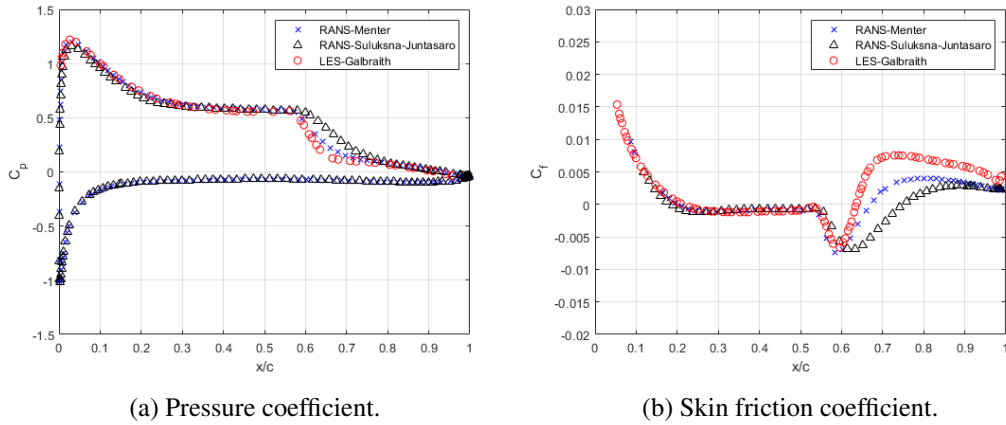 1.5
1
0.5
0
-0.5
-1
-1.5
C_p
0 0.1 0.2 0.3 0.4 0.5 0.6 0.7 0.8 0.9 1
x/c
RANS-Menter
RANS-Suluksna-Juntasaro
LES-Galbraith
(a) Pressure coefficient.
0.03
0.025
0.02
0.015
0.01
0.005
0
-0.005
-0.01
-0.015
-0.02
C_f
0 0.1 0.2 0.3 0.4 0.5 0.6 0.7 0.8 0.9 1
x/c
RANS-Menter
RANS-Suluksna-Juntasaro
LES-Galbraith
(b) Skin friction coefficient.